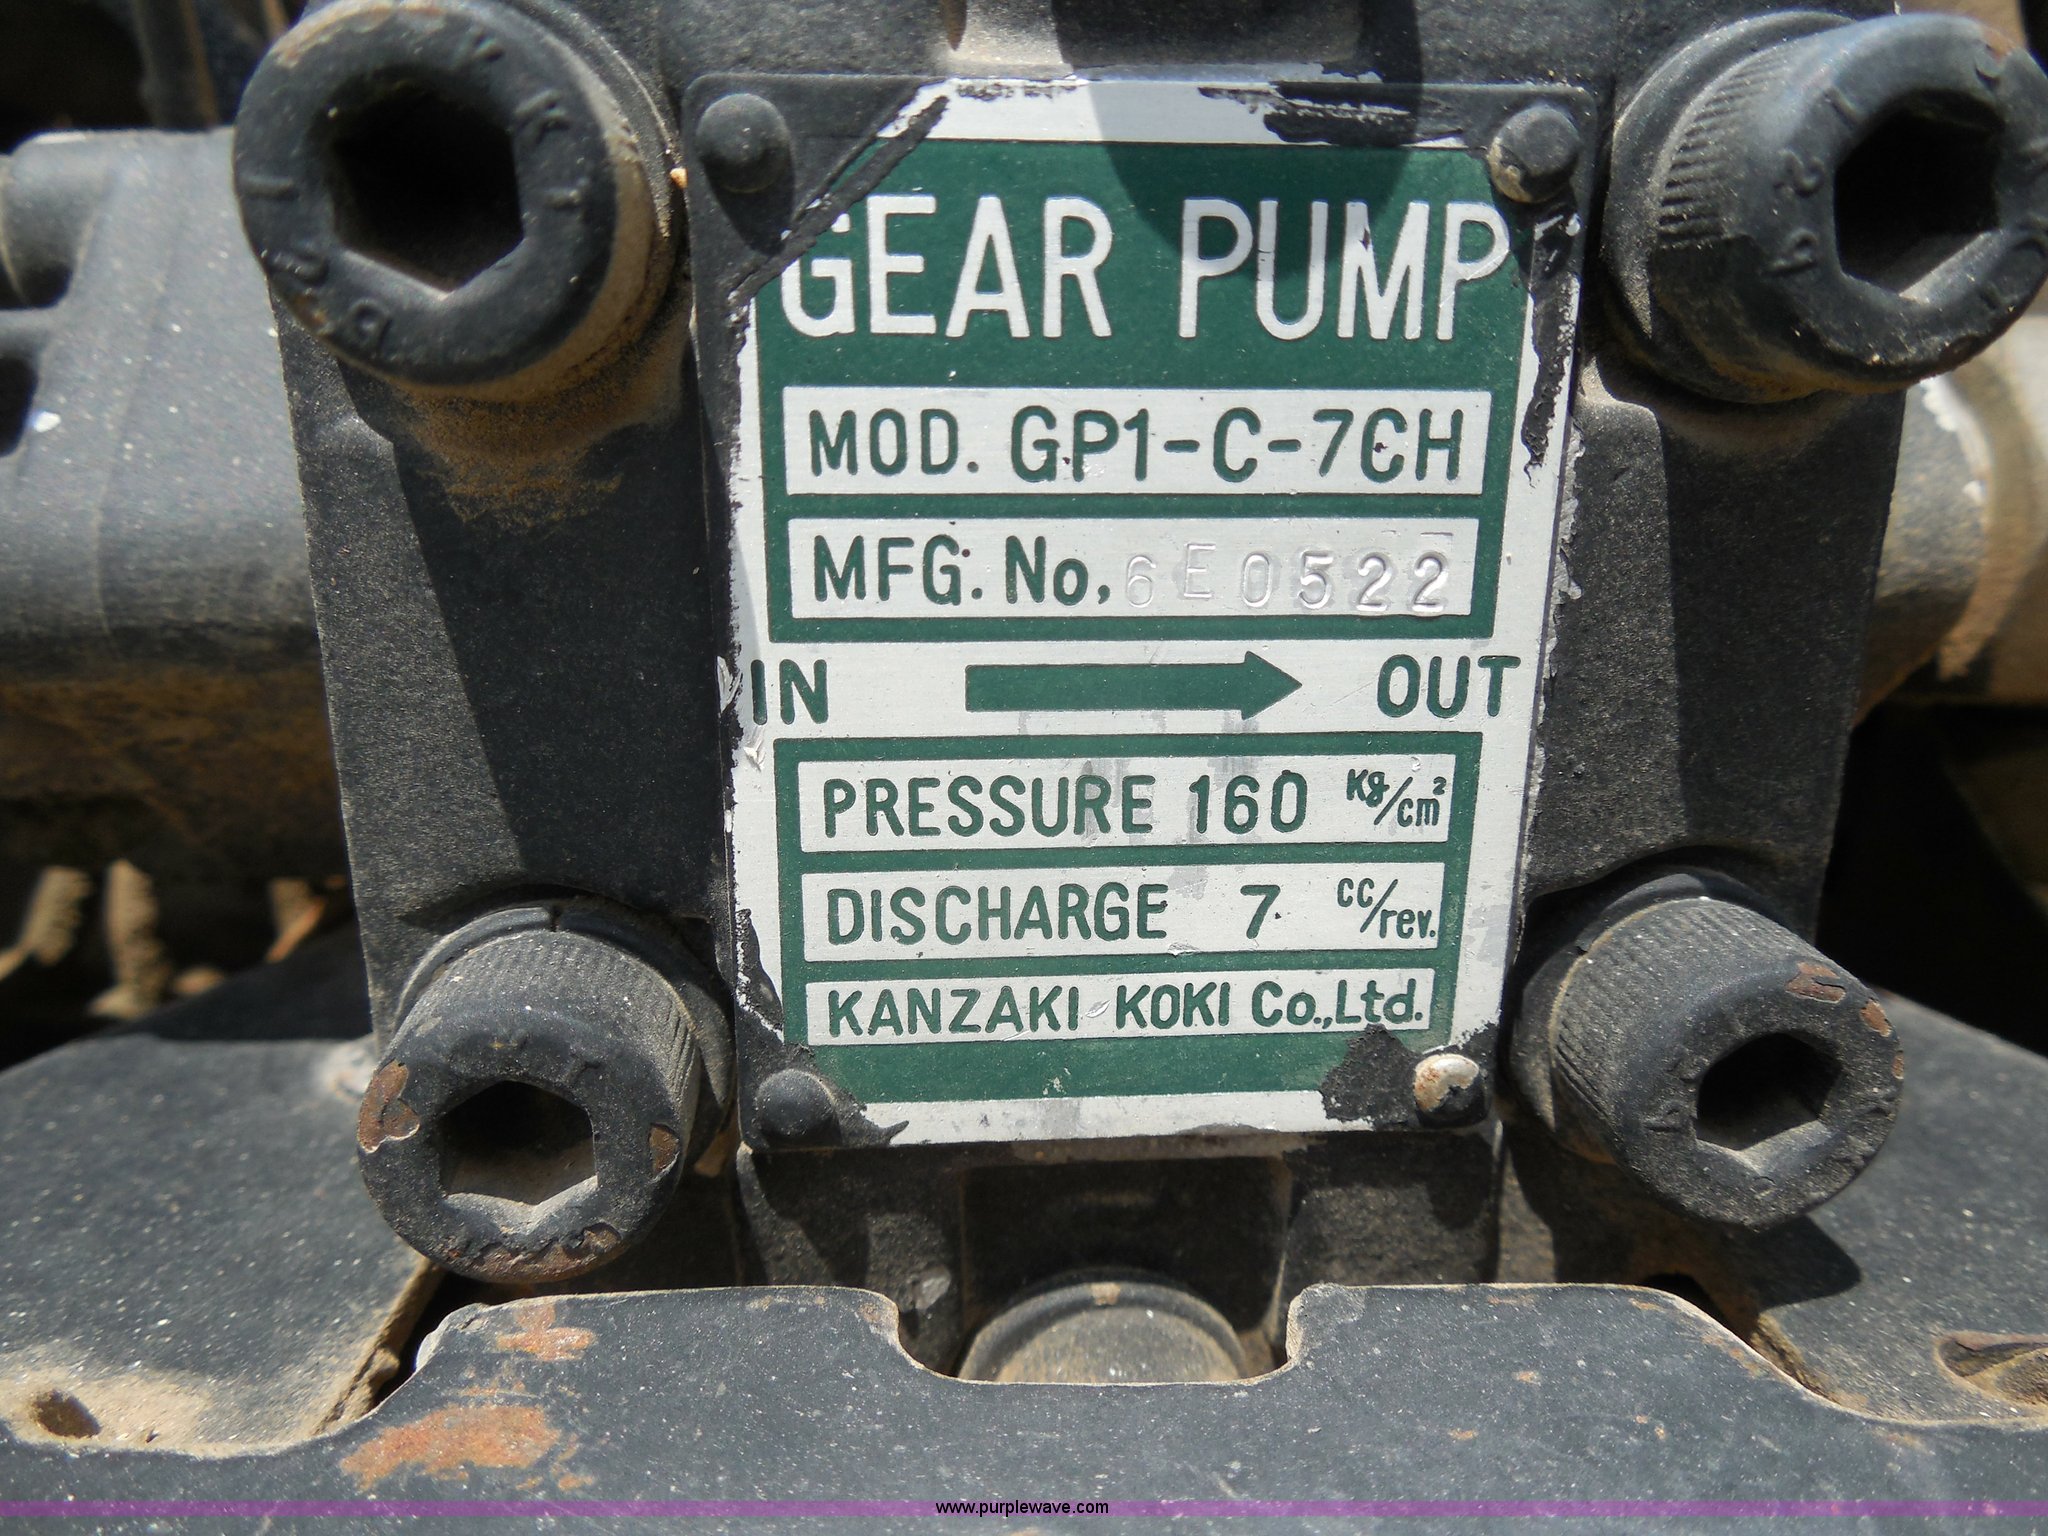 GEAR PUMP
MOD. GP1-C-7CH
MFG. No, 6E0522
IN OUT
PRESSURE 160 Kg/cm²
DISCHARGE 7 cc/rev.
KANZAKI KOKI Co.,Ltd.
www.purplewave.com